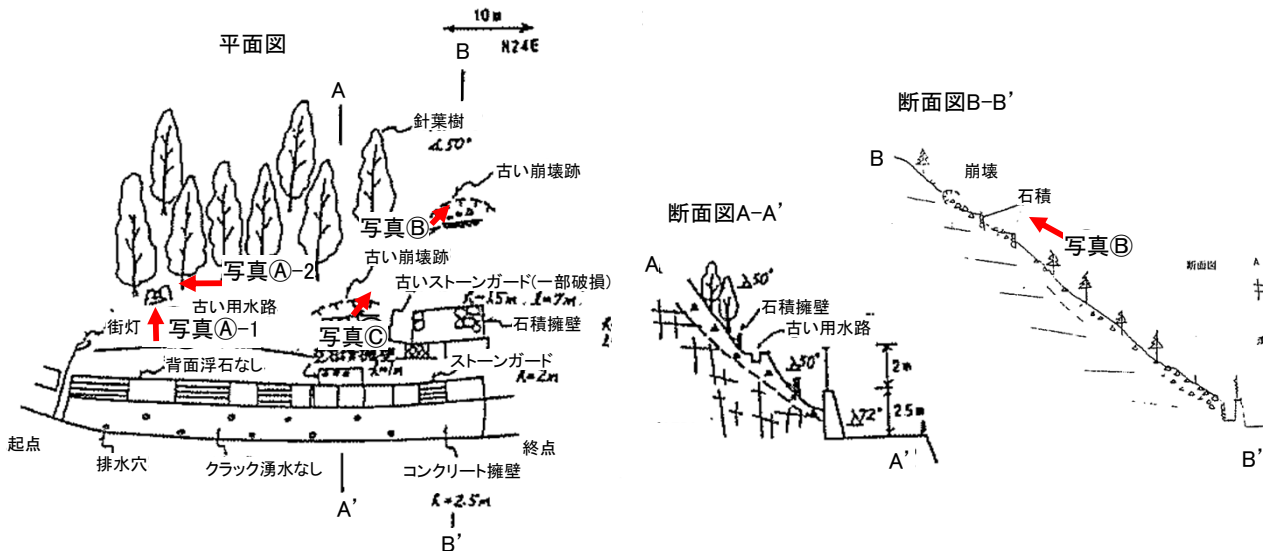 平面図
10m
N24E
B
A
針葉樹
∠50°
古い崩壊跡
写真Ⓑ
古い崩壊跡
写真Ⓐ-2
古いストーンガード(一部破損)
古い用水路
石積擁壁
街灯
写真Ⓐ-1
写真Ⓒ
背面浮石なし
ストーンガード
h=2m
起点
排水穴
クラック湧水なし
コンクリート擁壁
終点
A’
h=2.5m
B’
断面図A-A’
A
∠50°
石積擁壁
古い用水路
∠50°
2m
∠72°
2.5m
A’
断面図B-B’
B
崩壊
石積
写真Ⓑ
断面図
A
B’